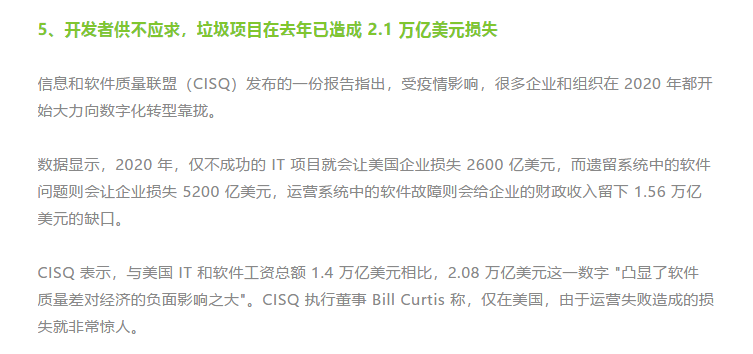 5、开发者供不应求，垃圾项目在去年已造成 2.1 万亿美元损失
信息和软件质量联盟（CISQ）发布的一份报告指出，受疫情影响，很多企业和组织在 2020 年都开
始大力向数字化转型靠拢。
数据显示，2020 年，仅不成功的 IT 项目就会让美国企业损失 2600 亿美元，而遗留系统中的软件
问题则会让企业损失 5200 亿美元，运营系统中的软件故障则会给企业的财政收入留下 1.56 万亿
美元的缺口。
CISQ 表示，与美国 IT 和软件工资总额 1.4 万亿美元相比，2.08 万亿美元这一数字 "凸显了软件
质量差对经济的负面影响之大"。CISQ 执行董事 Bill Curtis 称，仅在美国，由于运营失败造成的损
失就非常惊人。